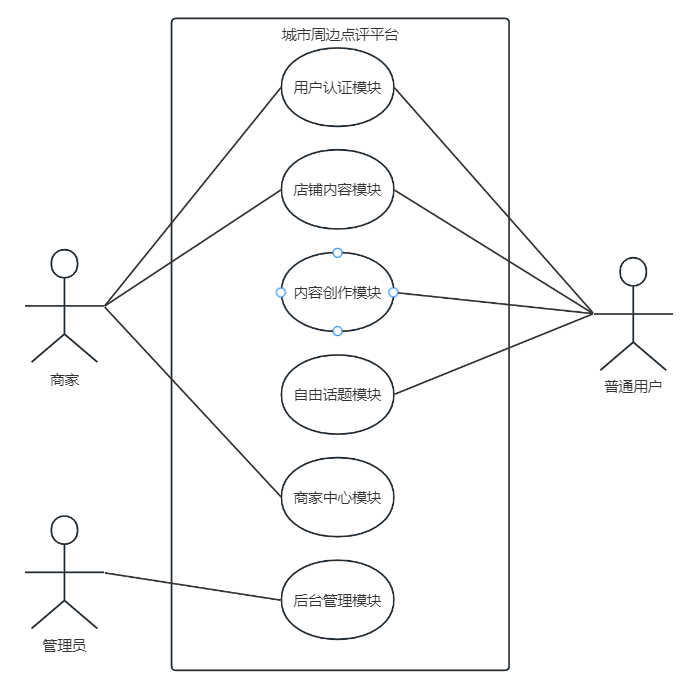 城市周边点评平台
用户认证模块
店铺内容模块
内容创作模块
自由话题模块
商家中心模块
后台管理模块
商家
普通用户
管理员